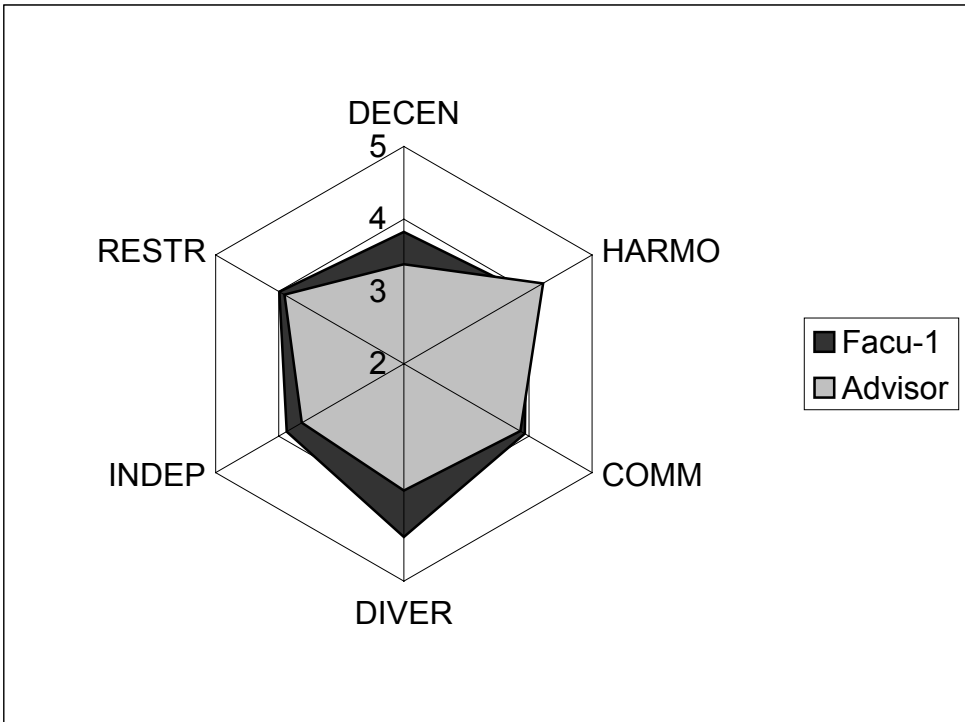 DECEN
5
4
RESTR
HARMO
3
Facu-1
2
Advisor
INDEP
COMM
DIVER